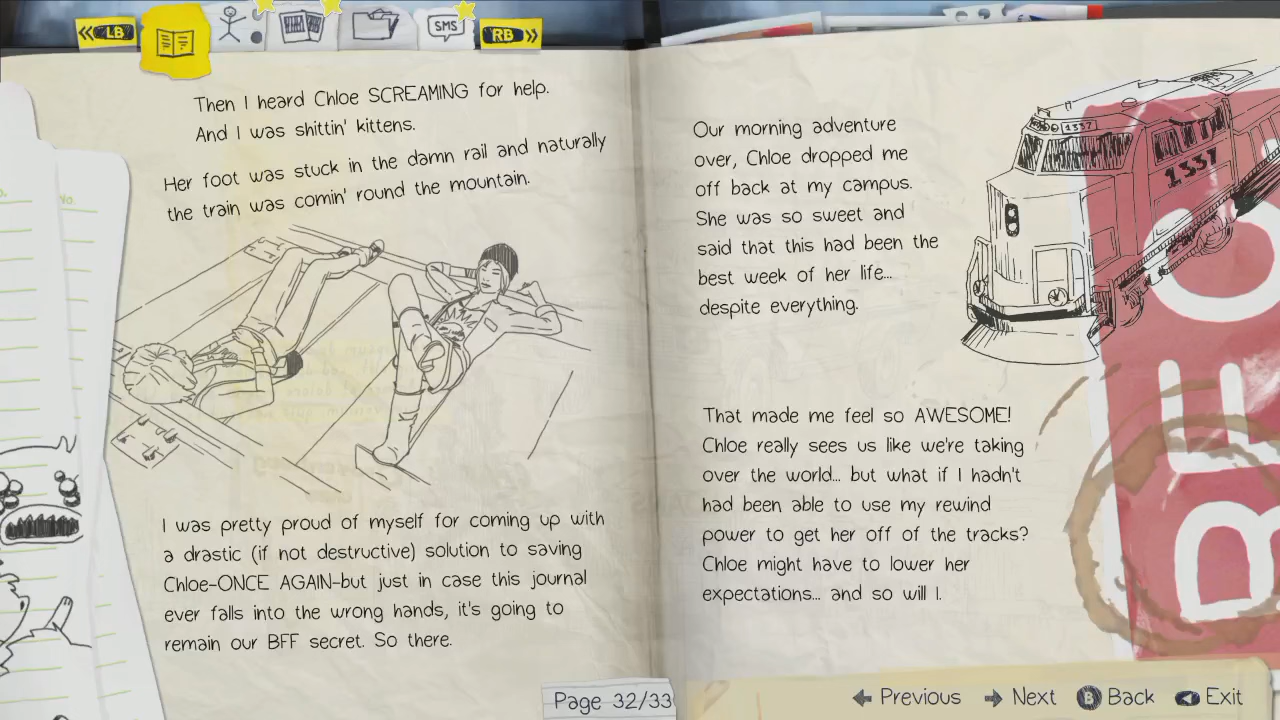 LB
SMS
RB
Then I heard Chloe SCREAMING for help.
And I was shittin' kittens.
Her foot was stuck in the damn rail and naturally
the train was comin' round the mountain.
I was pretty proud of myself for coming up with
a drastic (if not destructive) solution to saving
Chloe-ONCE AGAIN-but just in case this journal
ever falls into the wrong hands, it's going to
remain our BFF secret. So there.
Our morning adventure
over, Chloe dropped me
off back at my campus.
She was so sweet and
said that this had been the
best week of her life...
despite everything.
1337
1337
That made me feel so AWESOME!
Chloe really sees us like we're taking
over the world... but what if I hadn't
had been able to use my rewind
power to get her off of the tracks?
Chloe might have to lower her
expectations... and so will I.
No.
Page 32/33
Previous
Next
B Back
Exit